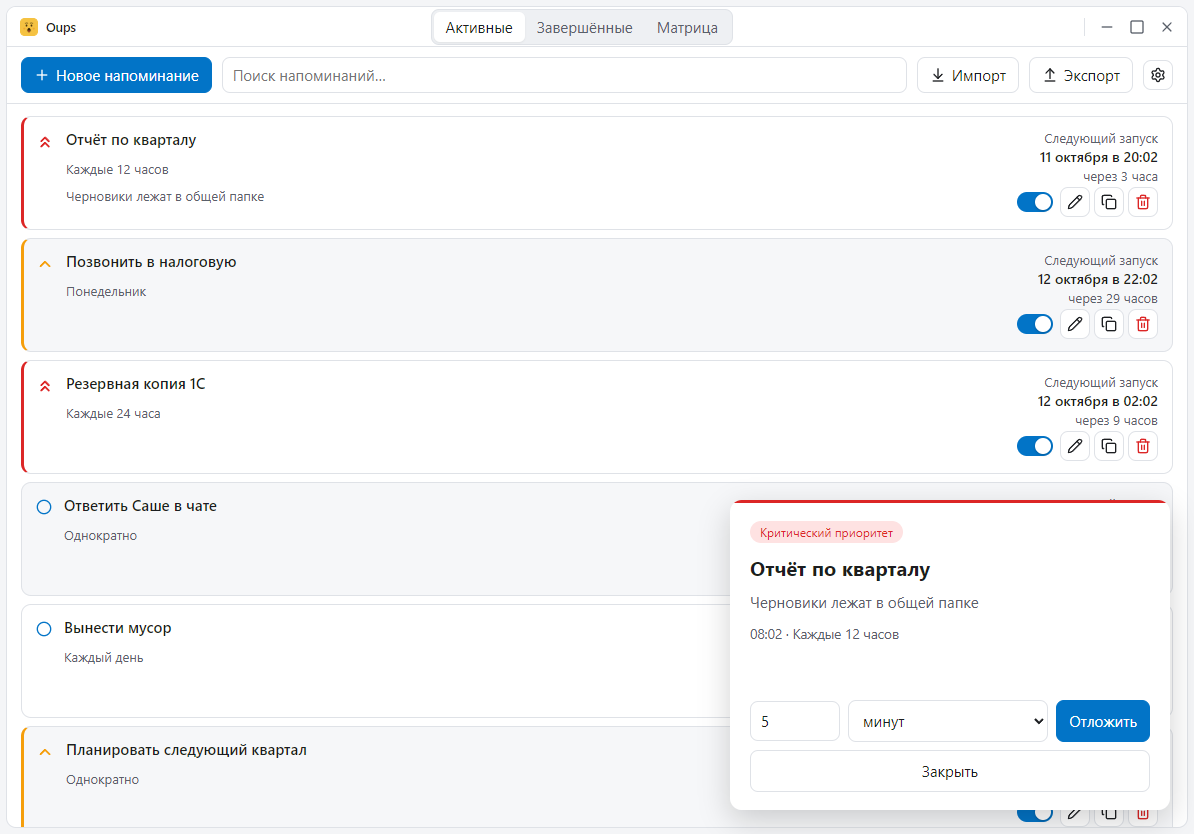 Oups
Активные Завершённые Матрица
Новое напоминание
Поиск напоминаний...
Импорт
Экспорт
Отчёт по кварталу
Каждые 12 часов
Черновики лежат в общей папке
Следующий запуск
11 октября в 20:02
через 3 часа
Позвонить в налоговую
Понедельник
Следующий запуск
12 октября в 22:02
через 29 часов
Резервная копия 1С
Каждые 24 часа
Следующий запуск
12 октября в 02:02
через 9 часов
Ответить Саше в чате
Однократно
Вынести мусор
Каждый день
Планировать следующий квартал
Однократно
Критический приоритет
Отчёт по кварталу
Черновики лежат в общей папке
08:02 · Каждые 12 часов
5
минут
Отложить
Закрыть